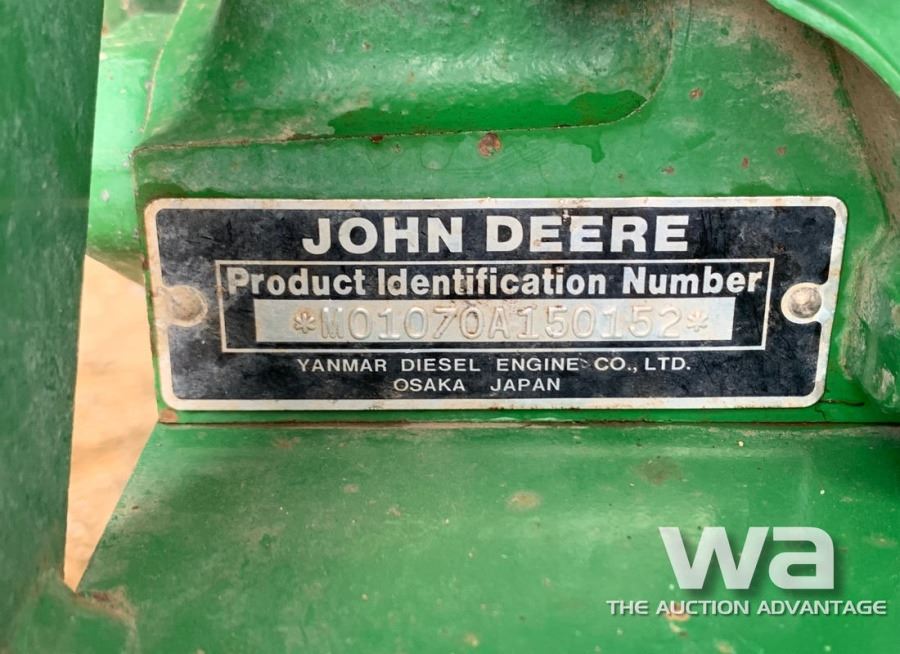 JOHN DEERE
Product Identification Number
*M01070A150152*
YANMAR DIESEL ENGINE CO., LTD.
OSAKA JAPAN
wa
THE AUCTION ADVANTAGE